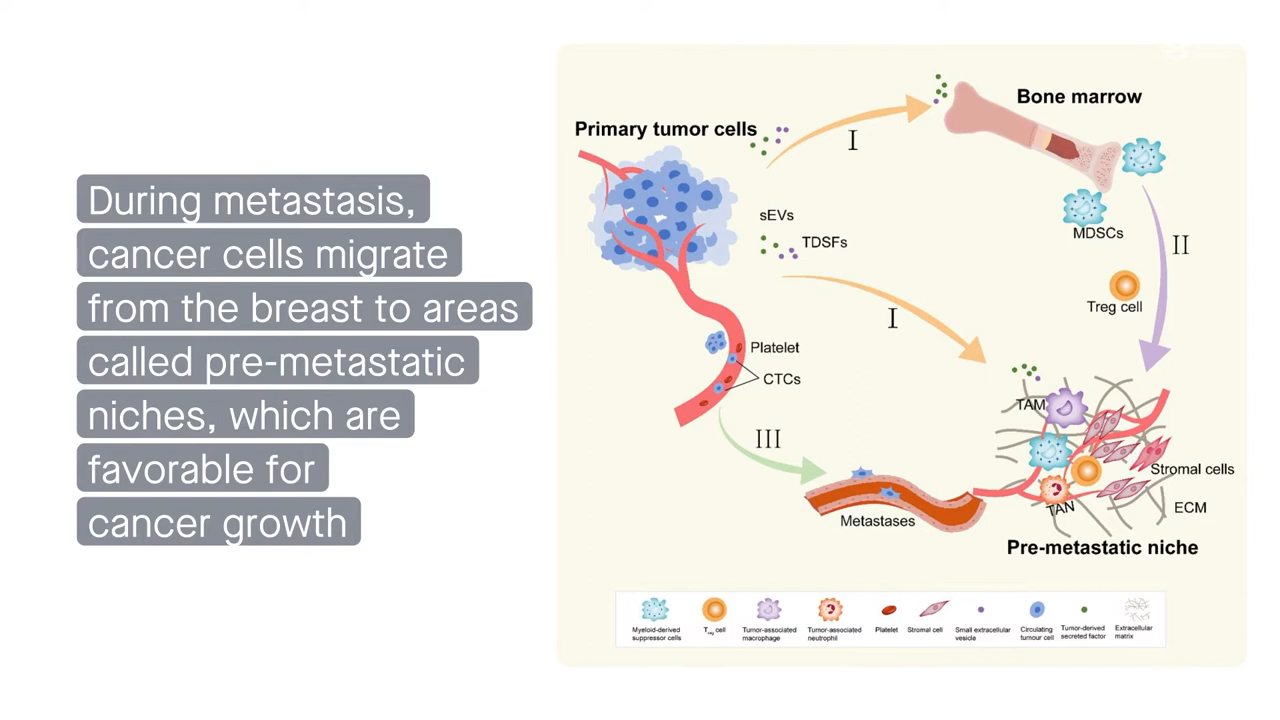 During metastasis,
cancer cells migrate
from the breast to areas
called pre-metastatic
niches, which are
favorable for
cancer growth
Bone marrow
Primary tumor cells
I
sEVs
TDSFs
MDSCs
II
Treg cell
I
Platelet
CTCs
TAM
III
Stromal cells
TAN
ECM
Metastases
Pre-metastatic niche
Myeloid-derived
suppressor cells
Treg cell
Tumor-associated
macrophage
Tumor-associated
neutrophil
Platelet
Stromal cell
Small extracellular
vesicle
Circulating
tumour cell
Tumor-derived
secreted factor
Extracellular
matrix